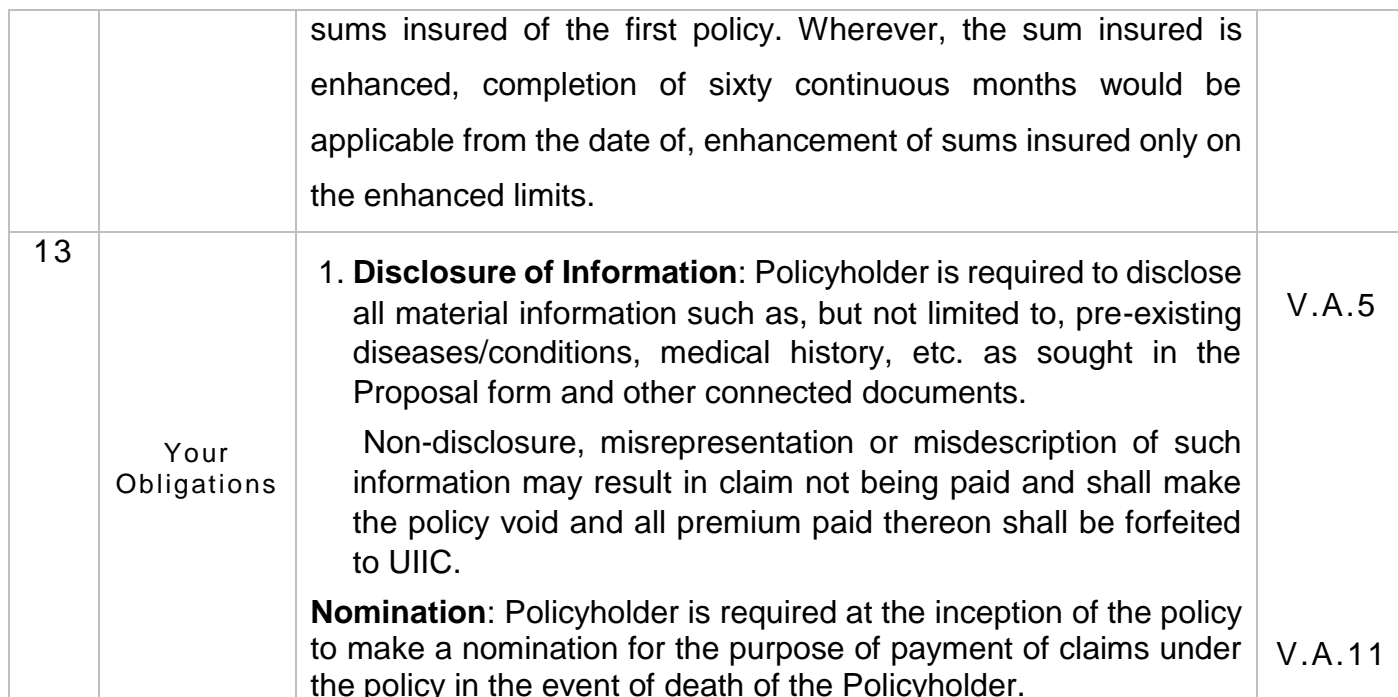 sums insured of the first policy. Wherever, the sum insured is
enhanced, completion of sixty continuous months would be
applicable from the date of, enhancement of sums insured only on
the enhanced limits.
13
Your
Obligations
1. Disclosure of Information: Policyholder is required to disclose
all material information such as, but not limited to, pre-existing
diseases/conditions, medical history, etc. as sought in the
Proposal form and other connected documents.
Non-disclosure, misrepresentation or misdescription of such
information may result in claim not being paid and shall make
the policy void and all premium paid thereon shall be forfeited
to UIIC.
V.A.5
Nomination: Policyholder is required at the inception of the policy
to make a nomination for the purpose of payment of claims under
the policy in the event of death of the Policyholder.
V.A.11